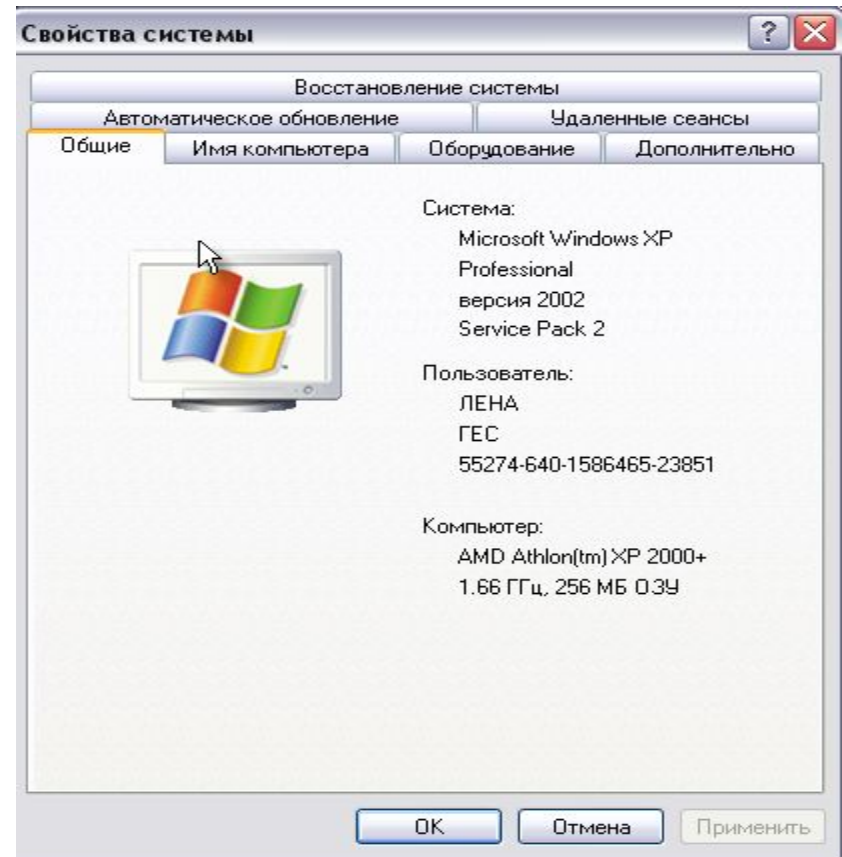 Свойства системы
Восстановление системы
Автоматическое обновление Удаленные сеансы
Общие Имя компьютера Оборудование Дополнительно
Система:
Microsoft Windows XP
Professional
версия 2002
Service Pack 2
Пользователь:
ЛЕНА
ГЕС
55274-640-1586465-23851
Компьютер:
AMD Athlon(tm) XP 2000+
1.66 ГГц, 256 МБ ОЗУ
OK Отмена Применить